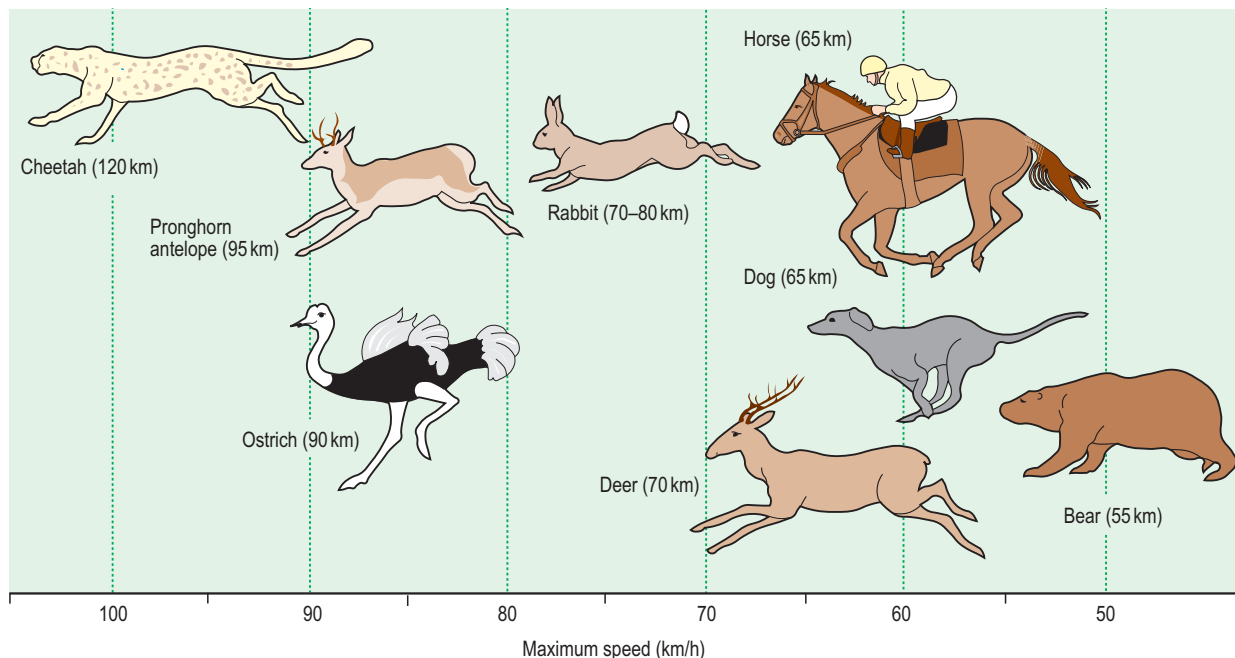 Horse (65 km)
Cheetah (120 km)
Rabbit (70–80 km)
Pronghorn
antelope (95 km)
Dog (65 km)
Ostrich (90 km)
Deer (70 km)
Bear (55 km)
100 90 80 70 60 50
Maximum speed (km/h)